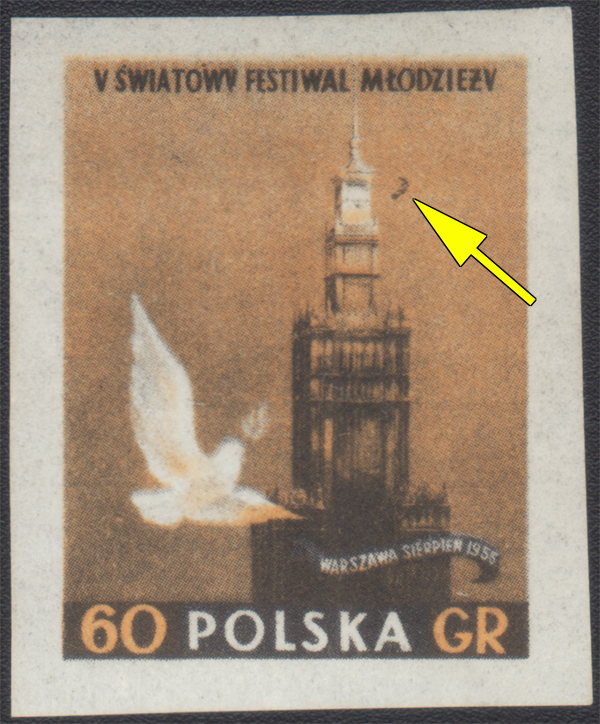 V ŚWIATOWY FESTIWAL MŁODZIEŻY
WARSZAWA SIERPIEŃ 1955
60 POLSKA GR